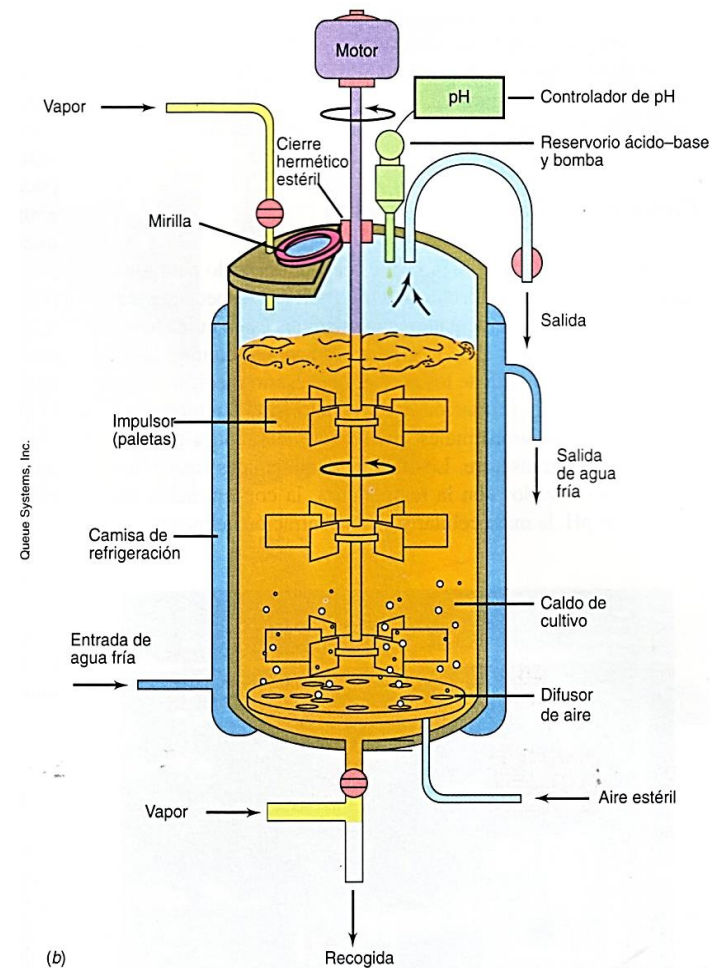 Motor
pH
Controlador de pH
Vapor
Cierre
hermético
estéril
Reservorio ácido–base
y bomba
Mirilla
Salida
Impulsor
(paletas)
Salida
de agua
fría
Queue Systems, Inc.
Camisa de
refrigeración
Caldo de
cultivo
Entrada de
agua fría
Difusor
de aire
Vapor
Aire estéril
Recogida
(b)